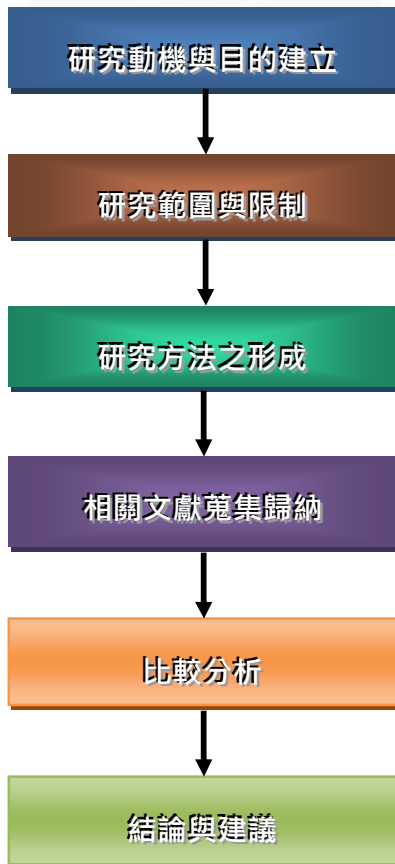 研究動機與目的建立
研究範圍與限制
研究方法之形成
相關文獻蒐集歸納
比較分析
結論與建議